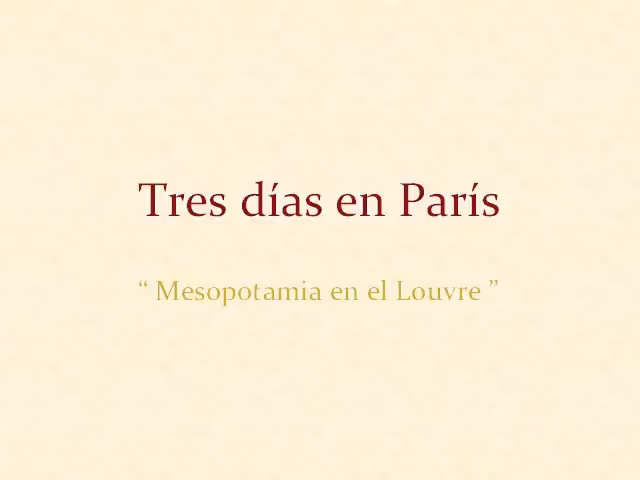 Tres días en París
“ Mesopotamia en el Louvre ”